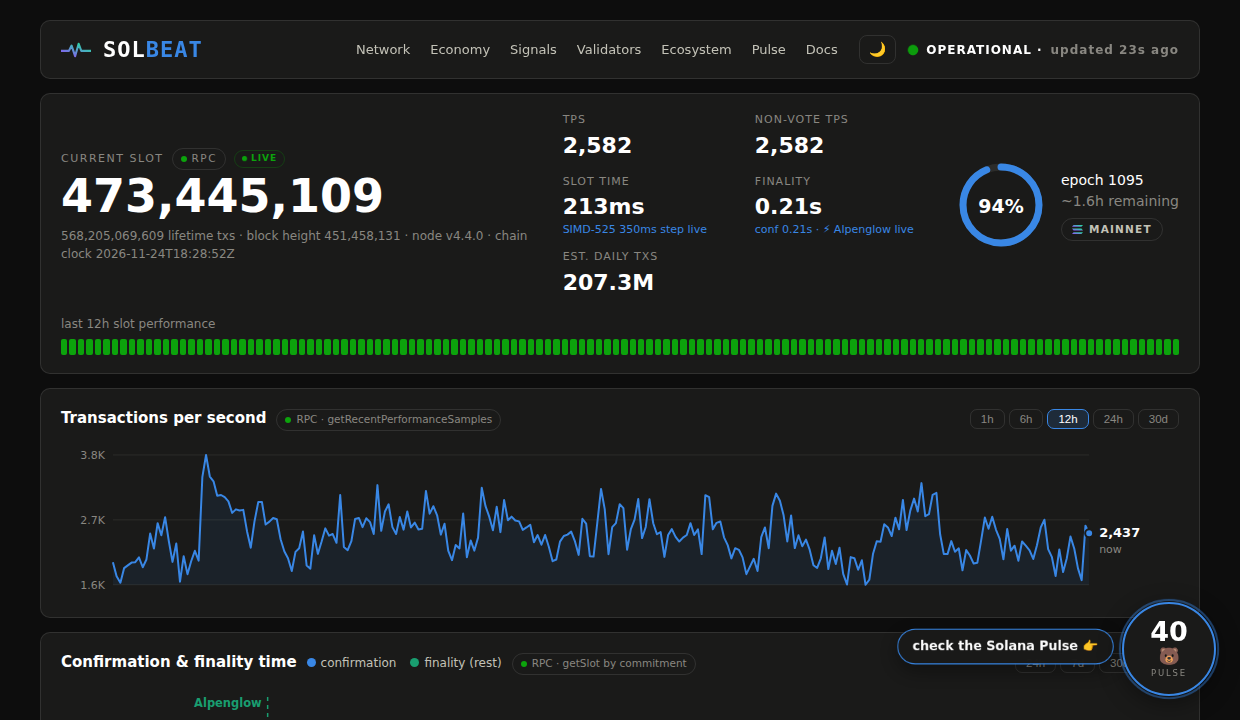 SOLBEAT
Network Economy Signals Validators Ecosystem Pulse Docs
OPERATIONAL · updated 23s ago
CURRENT SLOT RPC LIVE
473,445,109
568,205,069,609 lifetime txs · block height 451,458,131 · node v4.4.0 · chain
clock 2026-11-24T18:28:52Z
TPS
2,582
NON-VOTE TPS
2,582
SLOT TIME
213ms
SIMD-525 350ms step live
FINALITY
0.21s
conf 0.21s · ⚡ Alpenglow live
EST. DAILY TXS
207.3M
94%
epoch 1095
~1.6h remaining
MAINNET
last 12h slot performance
Transactions per second RPC · getRecentPerformanceSamples
1h 6h 12h 24h 30d
3.8K
2.7K
1.6K
2,437
now
Confirmation & finality time confirmation finality (rest) RPC · getSlot by commitment
Alpenglow
check the Solana Pulse 👉
40
PULSE